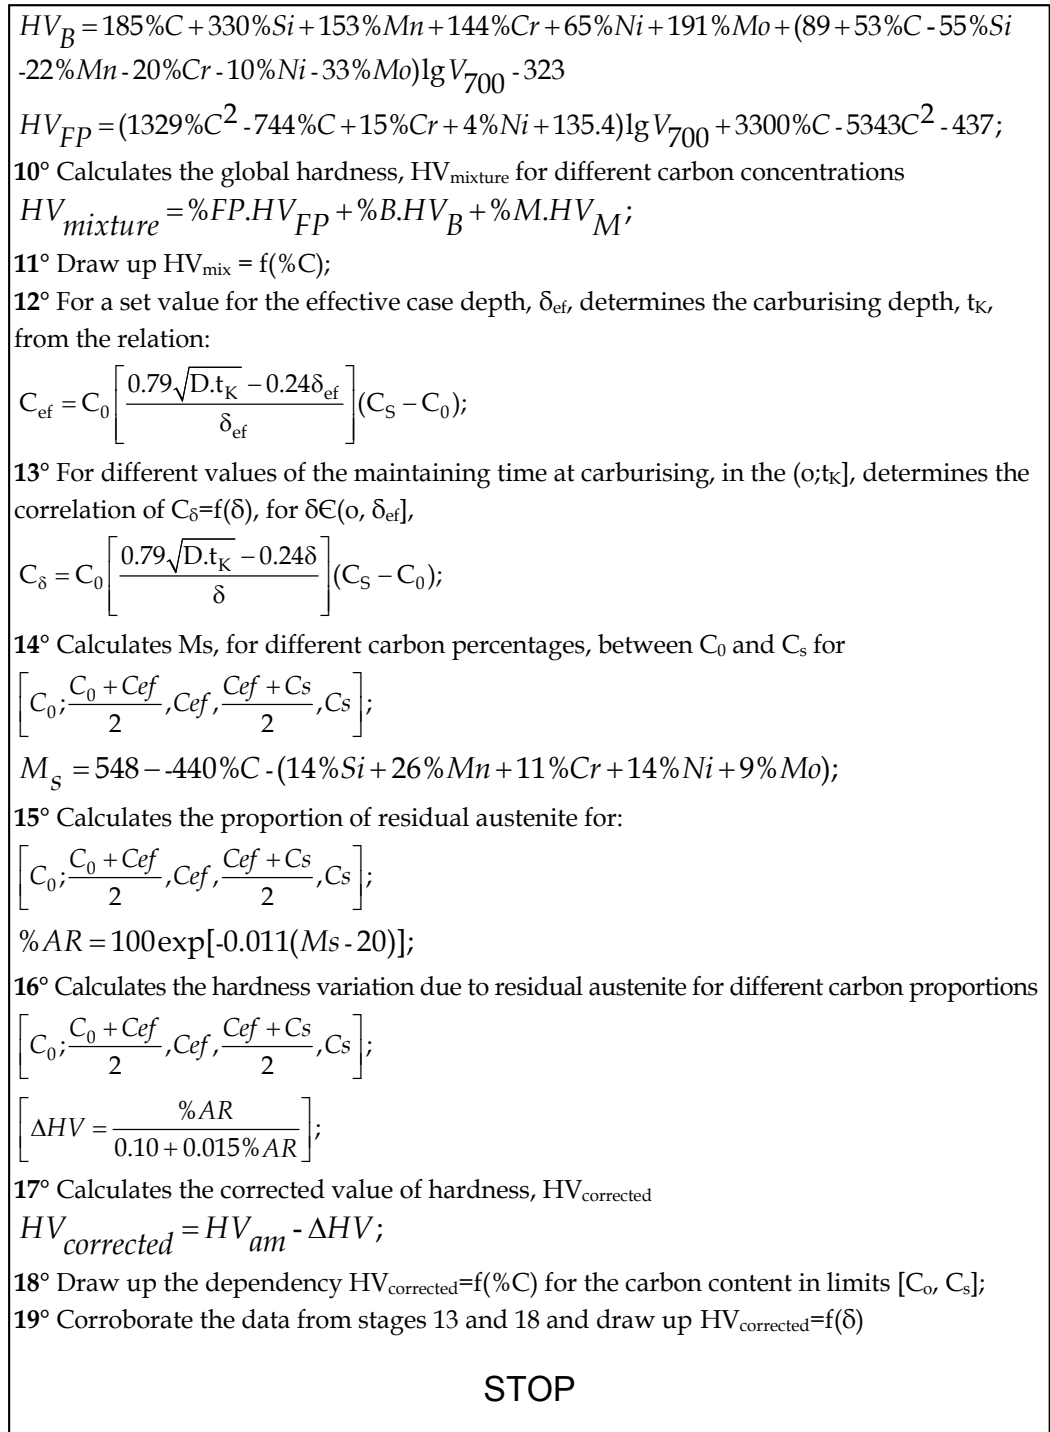 HV_B = 185%C + 330%Si + 153%Mn + 144%Cr + 65%Ni + 191%Mo + (89 + 53%C - 55%Si
-22%Mn - 20%Cr - 10%Ni - 33%Mo)lg V_700 - 323
HV_FP = (1329%C^2 - 744%C + 15%Cr + 4%Ni + 135.4)lg V_700 + 3300%C - 5343C^2 - 437;
10° Calculates the global hardness, HV_mixture for different carbon concentrations
HV_mixture = %FP.HV_FP + %B.HV_B + %M.HV_M;
11° Draw up HV_mix = f(%C);
12° For a set value for the effective case depth, δ_ef, determines the carburising depth, t_K,
from the relation:
C_ef = C_0[(0.79√D.t_K − 0.24δ_ef)/δ_ef](C_S − C_0);
13° For different values of the maintaining time at carburising, in the (o;t_K], determines the
correlation of C_δ=f(δ), for δЄ(o, δ_ef],
C_δ = C_0[(0.79√D.t_K − 0.24δ)/δ](C_S − C_0);
14° Calculates Ms, for different carbon percentages, between C_0 and C_s for
[C_0; (C_0 + Cef)/2, Cef, (Cef + Cs)/2, Cs];
M_s = 548 − -440%C - (14%Si + 26%Mn + 11%Cr + 14%Ni + 9%Mo);
15° Calculates the proportion of residual austenite for:
[C_0; (C_0 + Cef)/2, Cef, (Cef + Cs)/2, Cs];
%AR = 100exp[-0.011(Ms - 20)];
16° Calculates the hardness variation due to residual austenite for different carbon proportions
[C_0; (C_0 + Cef)/2, Cef, (Cef + Cs)/2, Cs];
[ΔHV = %AR/(0.10 + 0.015%AR)];
17° Calculates the corrected value of hardness, HV_corrected
HV_corrected = HV_am - ΔHV;
18° Draw up the dependency HV_corrected=f(%C) for the carbon content in limits [C_o, C_s];
19° Corroborate the data from stages 13 and 18 and draw up HV_corrected=f(δ)
STOP